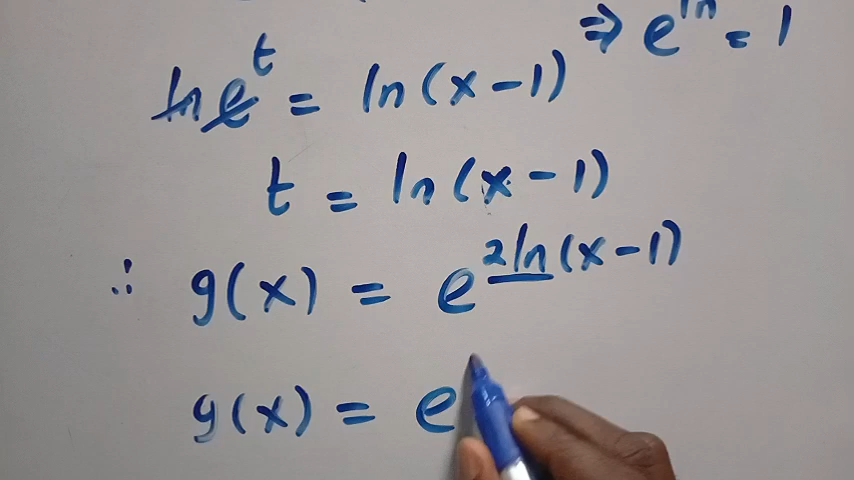 ⇒ e^ln = 1
ln e^t = ln(x-1)
t = ln(x-1)
∴ g(x) = e^2ln(x-1)
g(x) = e